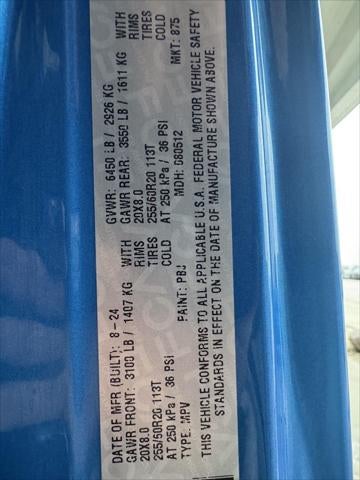 DATE OF MFR (BUILT): 8-24 GVWR: 6450 LB / 2926 KG
GAWR FRONT: 3100 LB / 1407 KG WITH GAWR REAR: 3550 LB / 1611 KG WITH
20X8.0 RIMS 20X8.0 RIMS
255/60R20 113T TIRES 255/60R20 113T TIRES
AT 250 kPa / 36 PSI COLD AT 250 kPa / 36 PSI COLD
TYPE: MPV PAINT: PBJ MDH: 080512 MKT: 875
THIS VEHICLE CONFORMS TO ALL APPLICABLE U.S.A. FEDERAL MOTOR VEHICLE SAFETY
STANDARDS IN EFFECT ON THE DATE OF MANUFACTURE SHOWN ABOVE.